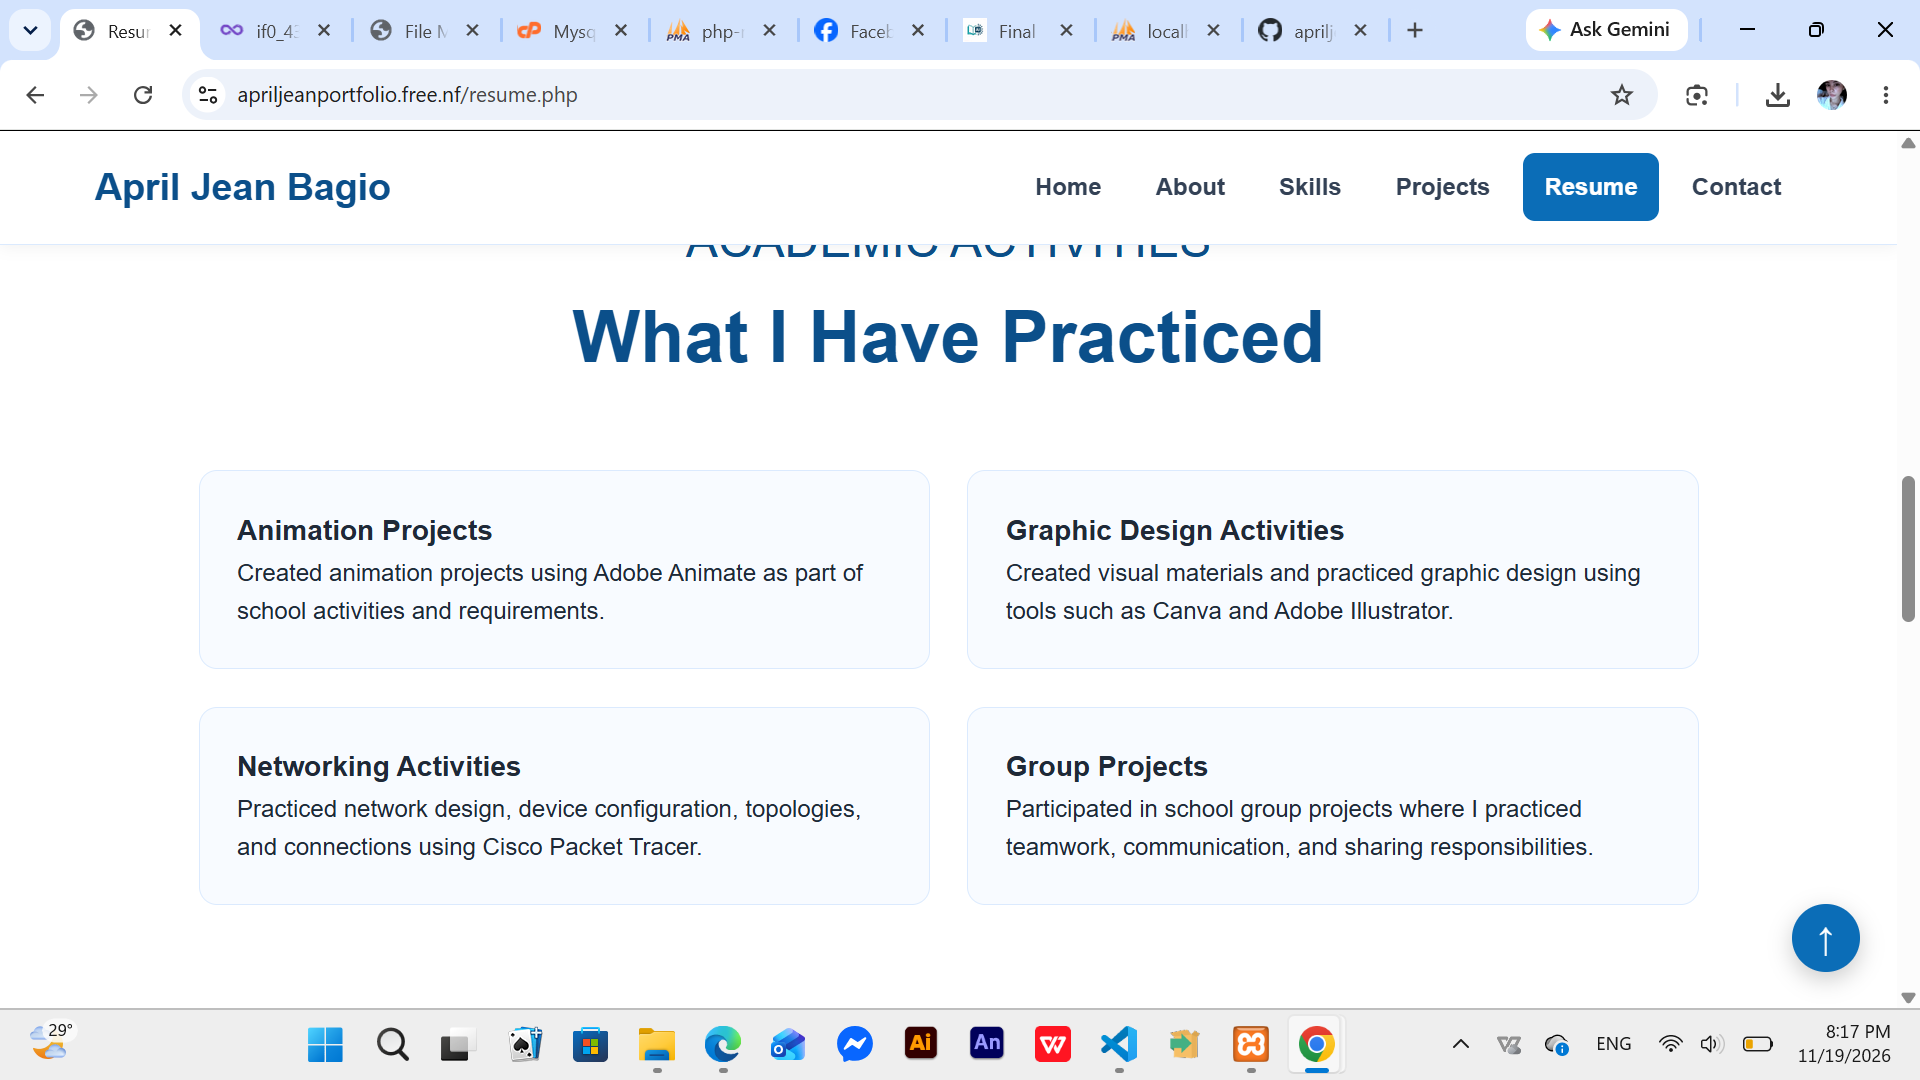 Resu
if0_43
File M
Mysq
php-
Faceb
Final
locall
aprilj
Ask Gemini
apriljeanportfolio.free.nf/resume.php
April Jean Bagio
Home
About
Skills
Projects
Resume
Contact
ACADEMIC ACTIVITIES
What I Have Practiced
Animation Projects
Created animation projects using Adobe Animate as part of
school activities and requirements.
Graphic Design Activities
Created visual materials and practiced graphic design using
tools such as Canva and Adobe Illustrator.
Networking Activities
Practiced network design, device configuration, topologies,
and connections using Cisco Packet Tracer.
Group Projects
Participated in school group projects where I practiced
teamwork, communication, and sharing responsibilities.
↑
29°
Ai
An
ENG
8:17 PM
11/19/2026